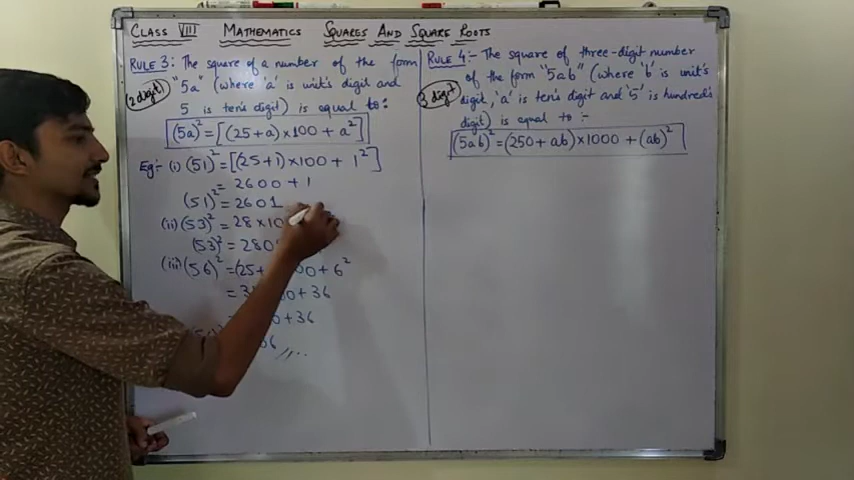 CLASS VIII MATHEMATICS SQUARES AND SQUARE ROOTS
RULE 3: The square of a number of the form
(2 digit) "5a" (where 'a' is unit's digit and
5 is ten's digit) is equal to:
(5a)² = [(25+a)×100 + a²]
Eg:- (i) (51)² = [(25+1)×100 + 1²]
= 2600 + 1
(51)² = 2601
(ii) (53)² = 28×10
(53)² = 280
(iii) (56)² = (25+ 00 + 6²
= 3 00 + 36
= 0 + 36
= 36
RULE 4:- The square of three-digit number
of the form "5ab" (where 'b' is unit's
(3 digit) digit, 'a' is ten's digit and '5' is hundred's
digit) is equal to :-
(5ab)² = (250 + ab) × 1000 + (ab)²